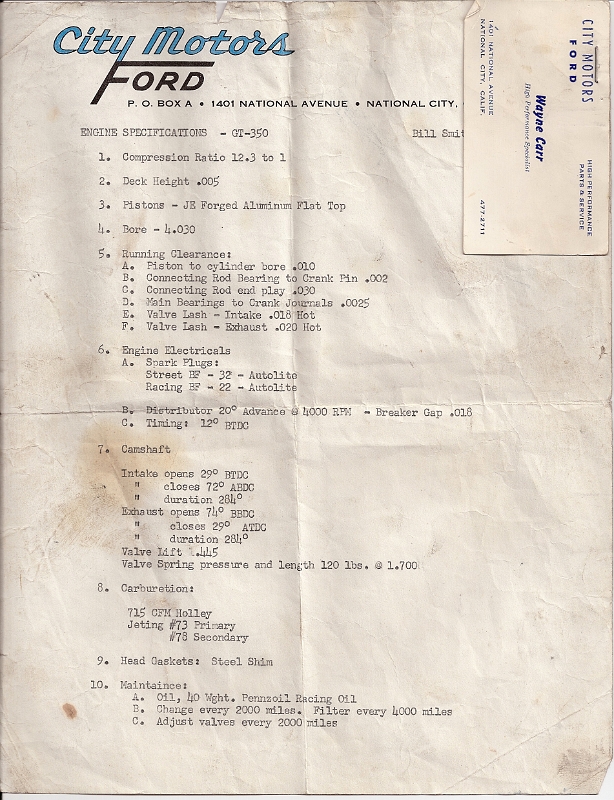 City Motors
FORD
P. O. BOX A • 1401 NATIONAL AVENUE • NATIONAL CITY,
ENGINE SPECIFICATIONS - GT-350 Bill Smit
1. Compression Ratio 12.3 to 1
2. Deck Height .005
3. Pistons - JE Forged Aluminum Flat Top
4. Bore - 4.030
5. Running Clearance:
A. Piston to cylinder bore .010
B. Connecting Rod Bearing to Crank Pin .002
C. Connecting Rod end play .030
D. Main Bearings to Crank Journals .0025
E. Valve Lash - Intake .018 Hot
F. Valve Lash - Exhaust .020 Hot
6. Engine Electricals
A. Spark Plugs:
Street BF - 32 - Autolite
Racing BF - 22 - Autolite
B. Distributor 20° Advance @ 4000 RPM - Breaker Gap .018
C. Timing: 12° BTDC
7. Camshaft
Intake opens 29° BTDC
" closes 72° ABDC
" duration 284°
Exhaust opens 74° BBDC
" closes 29° ATDC
" duration 284°
Valve Lift .445
Valve Spring pressure and length 120 lbs. @ 1.700
8. Carburetion:
715 CFM Holley
Jeting #73 Primary
#78 Secondary
9. Head Gaskets: Steel Shim
10. Maintaince:
A. Oil, 40 Wght. Pennzoil Racing Oil
B. Change every 2000 miles. Filter every 4000 miles
C. Adjust valves every 2000 miles
CITY MOTORS
FORD
HIGH PERFORMANCE
PARTS & SERVICE
Wayne Carr
High Performance Specialist
1401 NATIONAL AVENUE
NATIONAL CITY, CALIF.
477-2711